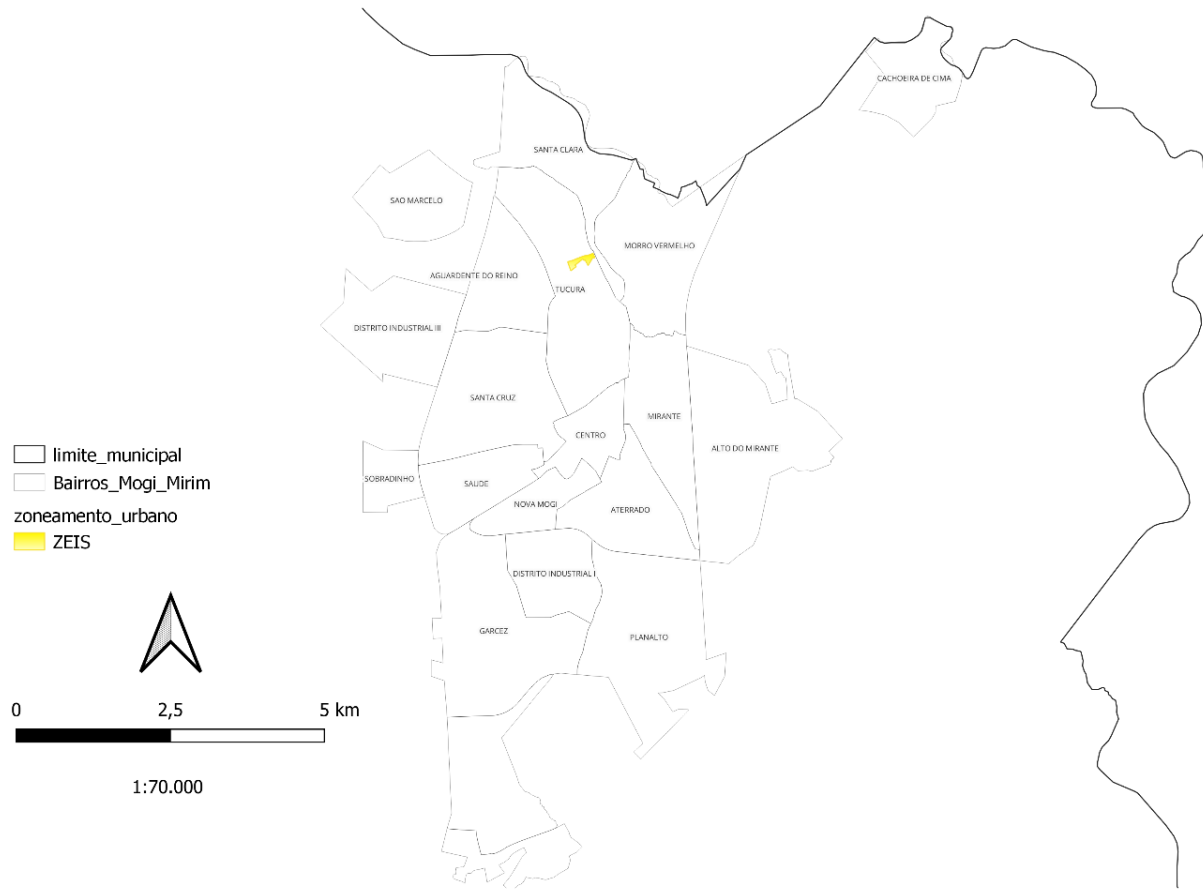 CACHOEIRA DE CIMA
SANTA CLARA
SAO MARCELO
MORRO VERMELHO
AGUARDENTE DO REINO
TUCURA
DISTRITO INDUSTRIAL III
SANTA CRUZ
MIRANTE
CENTRO
ALTO DO MIRANTE
SOBRADINHO
SAUDE
NOVA MOGI
ATERRADO
DISTRITO INDUSTRIAL I
GARCEZ
PLANALTO
limite_municipal
Bairros_Mogi_Mirim
zoneamento_urbano
ZEIS
0 2,5 5 km
1:70.000